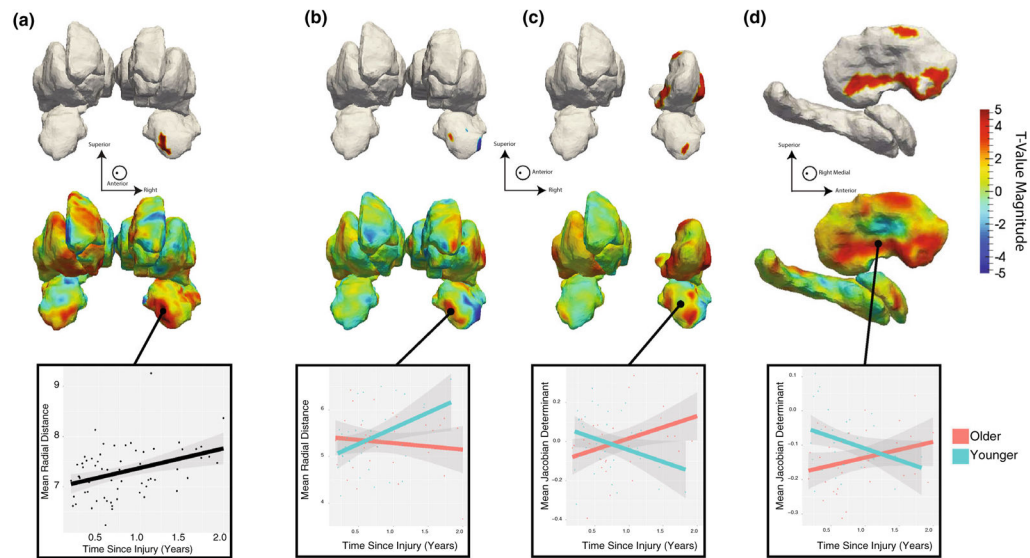 (a)
(b)
(c)
(d)
Superior
Anterior
Right
Superior
Anterior
Right
Superior
Right Medial
Anterior
5
4
2
0
-2
-4
-5
T-Value Magnitude
9
8
7
Mean Radial Distance
0.5
1.0
1.5
2.0
Time Since Injury (Years)
6
5
4
Mean Radial Distance
0.5
1.0
1.5
2.0
Time Since Injury (Years)
0.2
0.0
-0.2
-0.4
Mean Jacobian Determinant
0.5
1.0
1.5
2.0
Time Since Injury (Years)
0.1
0.0
-0.1
-0.2
-0.3
Mean Jacobian Determinant
0.5
1.0
1.5
2.0
Time Since Injury (Years)
Older
Younger